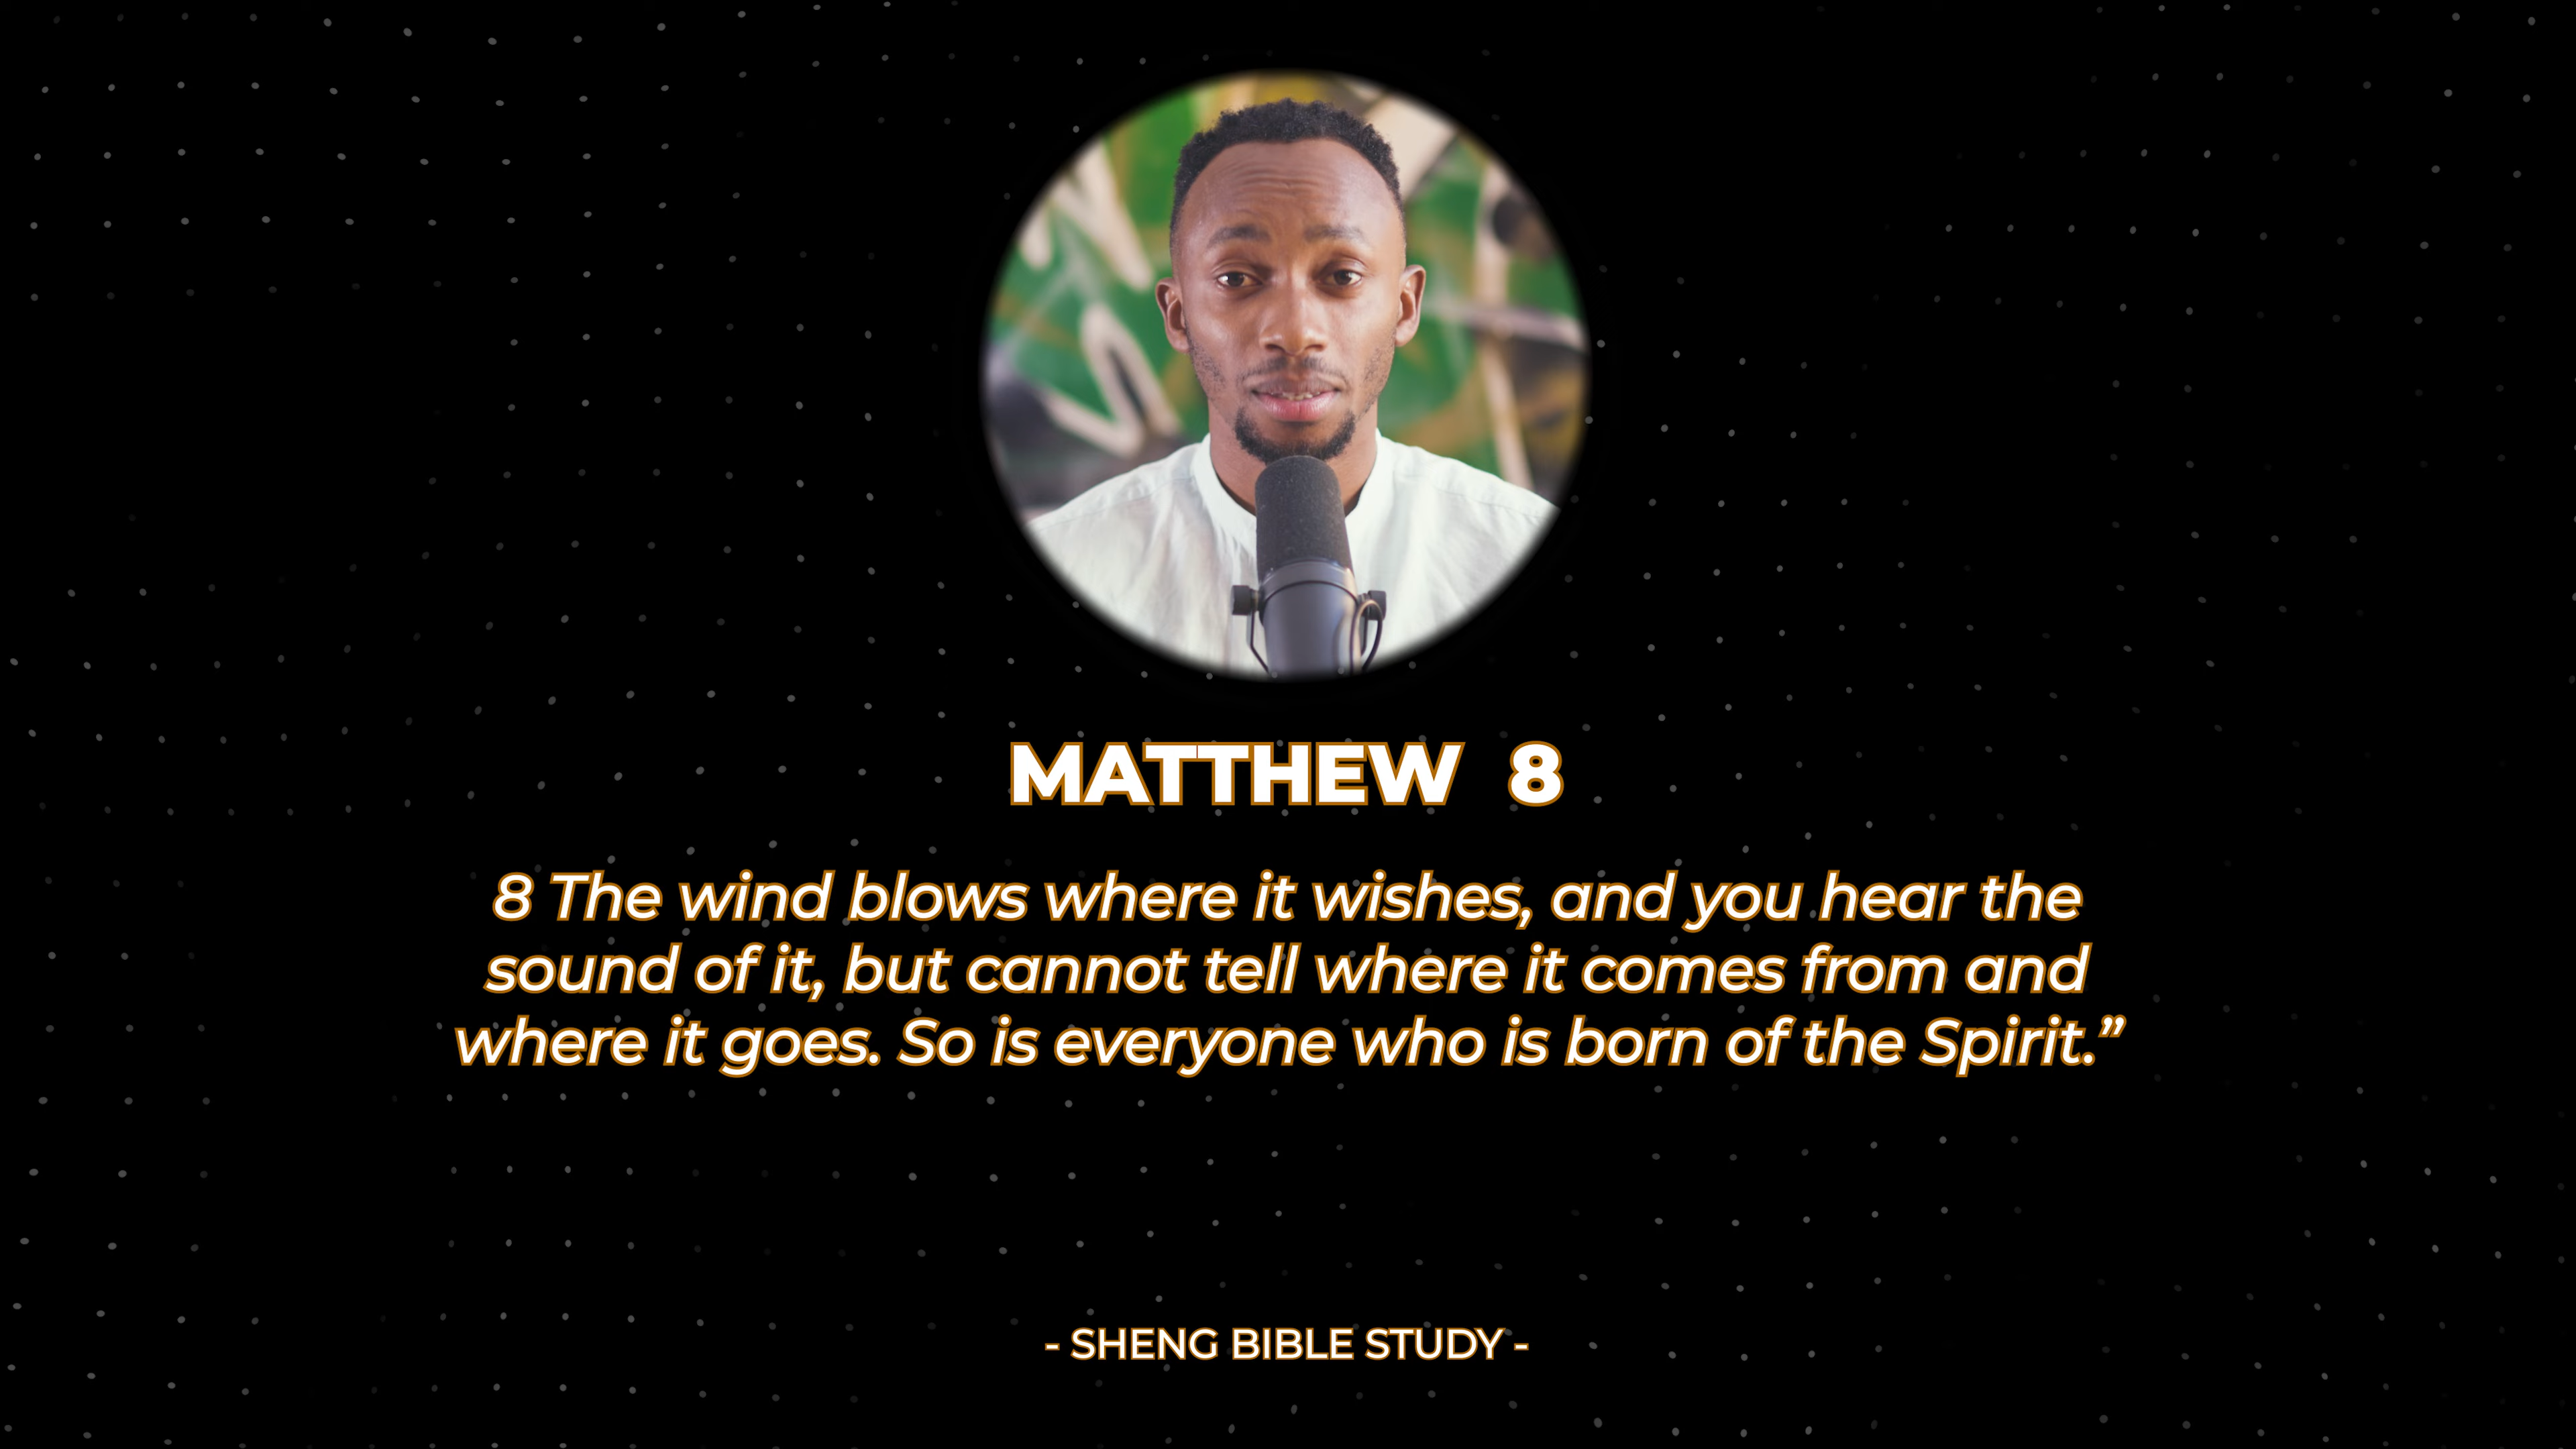 MATTHEW 8
8 The wind blows where it wishes, and you hear the
sound of it, but cannot tell where it comes from and
where it goes. So is everyone who is born of the Spirit.”
- SHENG BIBLE STUDY -